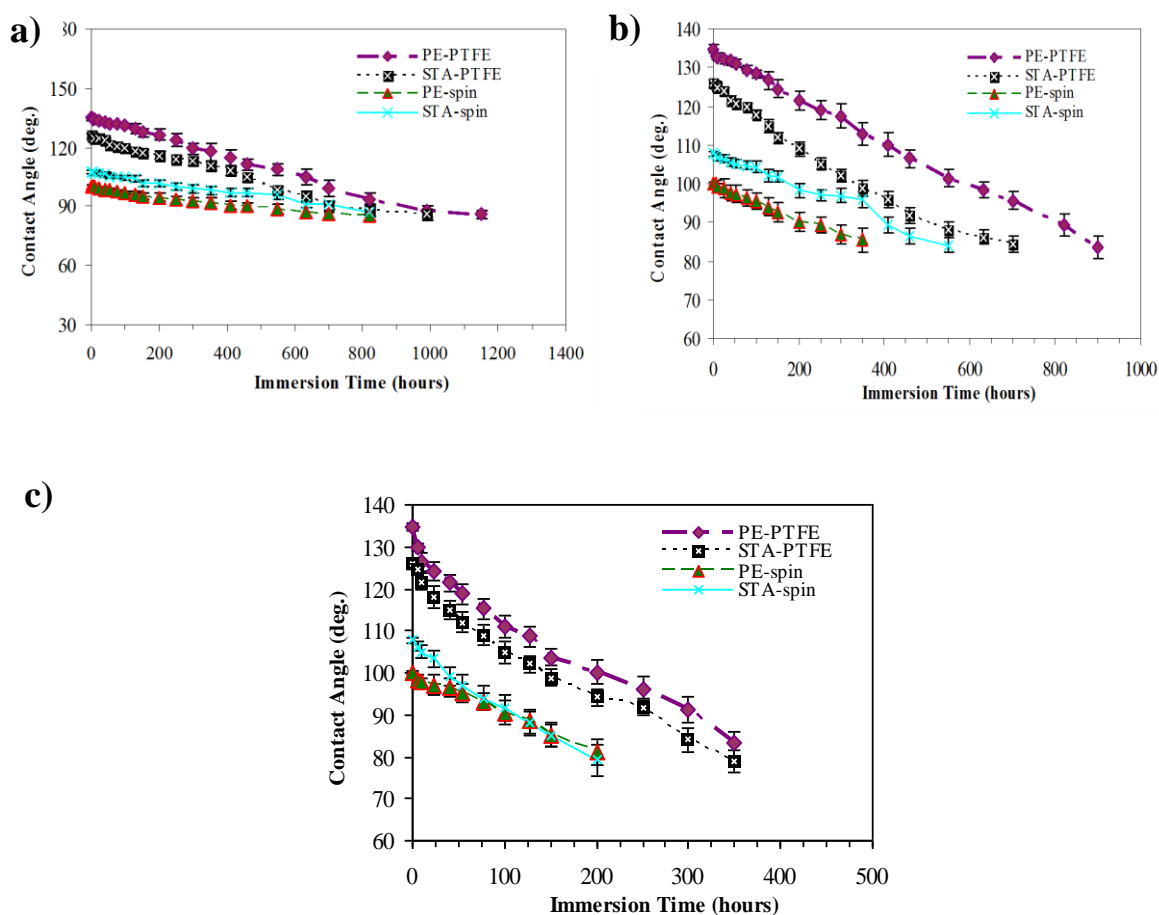 a)
80
150
120
90
60
30
Contact Angle (deg.)
PE-PTFE
STA-PTFE
PE-spin
STA-spin
0 200 400 600 800 1000 1200 1400
Immersion Time (hours)
b)
140
130
120
110
100
90
80
70
60
Contact Angle (deg.)
PE-PTFE
STA-PTFE
PE-spin
STA-spin
0 200 400 600 800 1000
Immersion Time (hours)
c)
140
130
120
110
100
90
80
70
60
Contact Angle (deg.)
PE-PTFE
STA-PTFE
PE-spin
STA-spin
0 100 200 300 400 500
Immersion Time (hours)